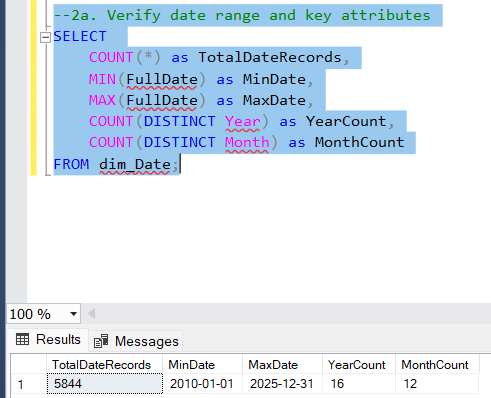 --2a. Verify date range and key attributes
SELECT
COUNT(*) as TotalDateRecords,
MIN(FullDate) as MinDate,
MAX(FullDate) as MaxDate,
COUNT(DISTINCT Year) as YearCount,
COUNT(DISTINCT Month) as MonthCount
FROM dim_Date;
100 %
Results Messages
TotalDateRecords MinDate MaxDate YearCount MonthCount
1 5844 2010-01-01 2025-12-31 16 12